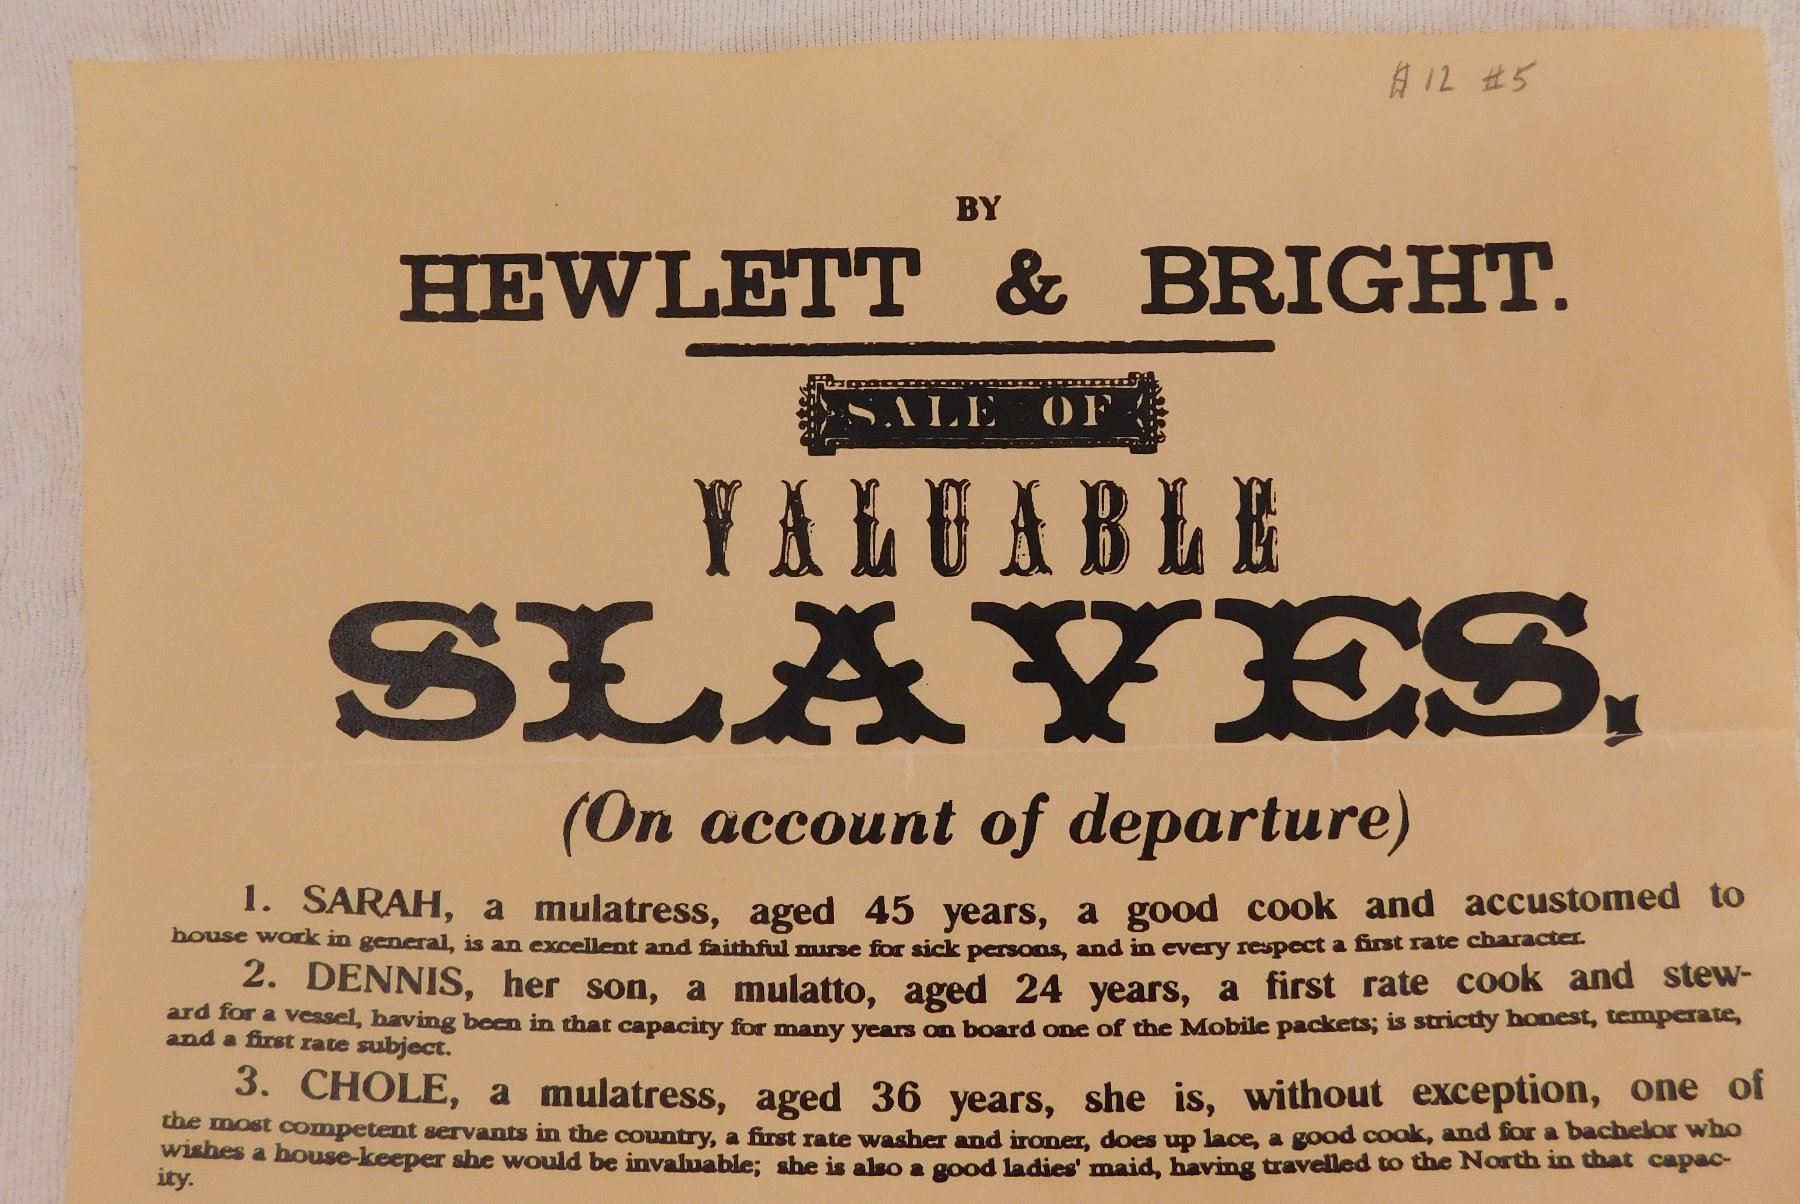 # 12 #5
BY
HEWLETT & BRIGHT.
SALE OF
VALUABLE
SLAVES,
(On account of departure)
1. SARAH, a mulatress, aged 45 years, a good cook and accustomed to
house work in general, is an excellent and faithful nurse for sick persons, and in every respect a first rate character.
2. DENNIS, her son, a mulatto, aged 24 years, a first rate cook and stew-
ard for a vessel, having been in that capacity for many years on board one of the Mobile packets; is strictly honest, temperate,
and a first rate subject.
3. CHOLE, a mulatress, aged 36 years, she is, without exception, one of
the most competent servants in the country, a first rate washer and ironer, does up lace, a good cook, and for a bachelor who
wishes a house-keeper she would be invaluable; she is also a good ladies' maid, having travelled to the North in that capac-
ity.